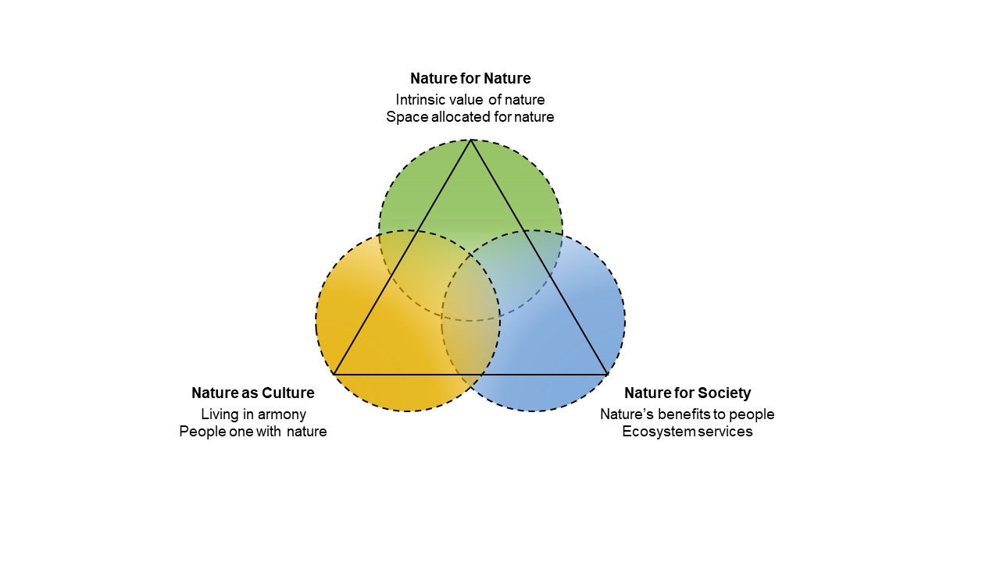 Nature for Nature
Intrinsic value of nature
Space allocated for nature
Nature as Culture
Living in armony
People one with nature
Nature for Society
Nature’s benefits to people
Ecosystem services